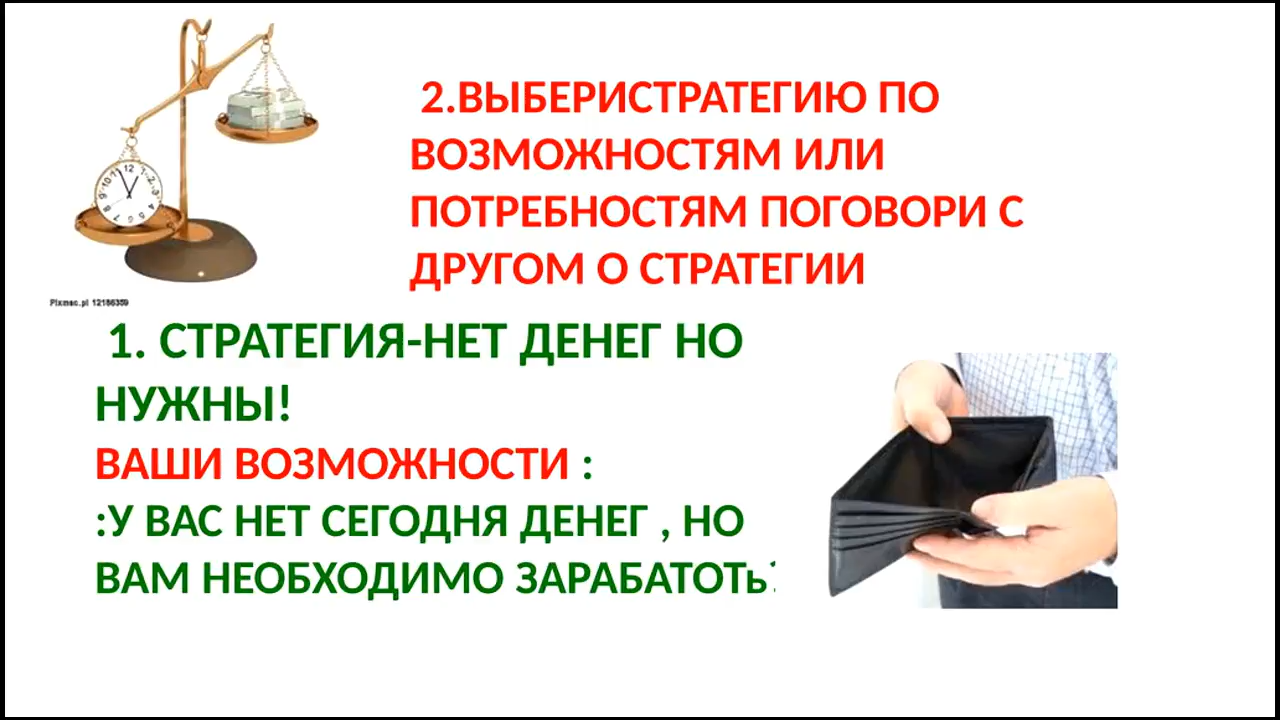 2.ВЫБЕРИСТРАТЕГИЮ ПО
ВОЗМОЖНОСТЯМ ИЛИ
ПОТРЕБНОСТЯМ ПОГОВОРИ С
ДРУГОМ О СТРАТЕГИИ
Pixmac.pl 12186359
1. СТРАТЕГИЯ-НЕТ ДЕНЕГ НО
НУЖНЫ!
ВАШИ ВОЗМОЖНОСТИ :
:У ВАС НЕТ СЕГОДНЯ ДЕНЕГ , НО
ВАМ НЕОБХОДИМО ЗАРАБАТОТЬ?